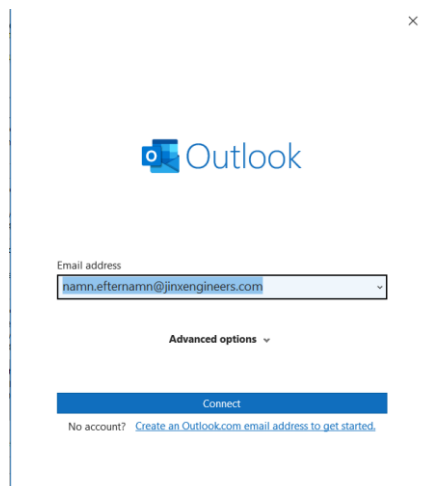 Outlook
Email address
namn.efternamn@jinxengineers.com
Advanced options
Connect
No account? Create an Outlook.com email address to get started.